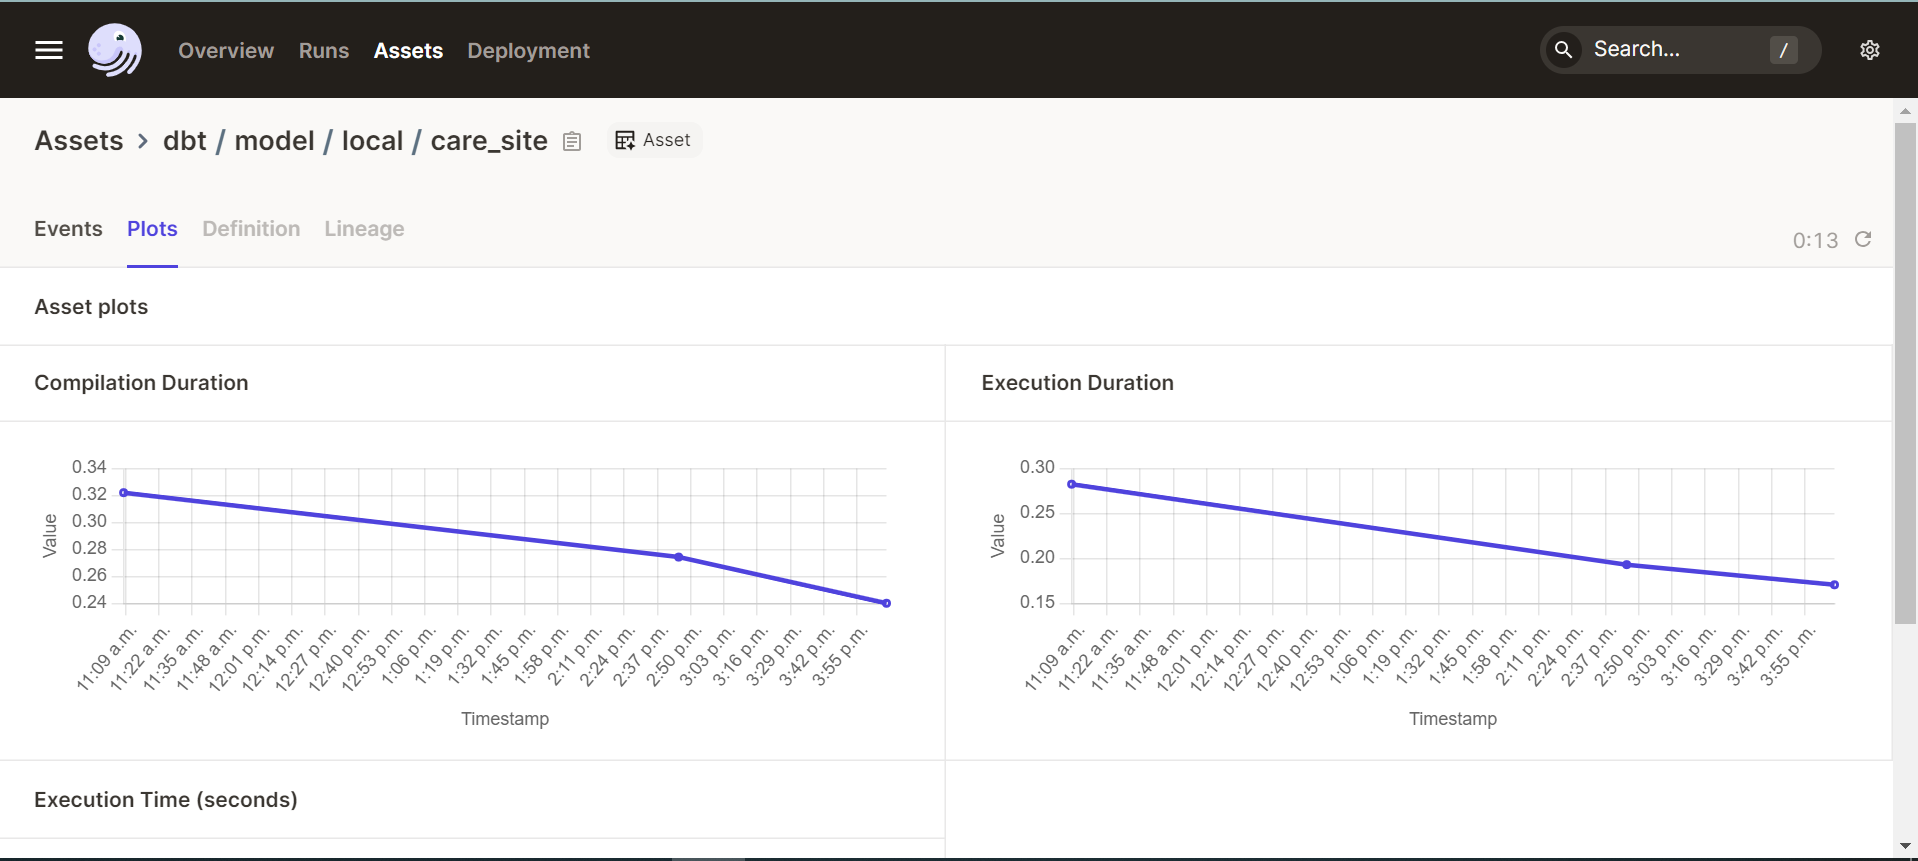 Overview Runs Assets Deployment Search... /
Assets > dbt / model / local / care_site Asset
Events Plots Definition Lineage
0:13
Asset plots
Compilation Duration
0.34
0.32
0.30
0.28
0.26
0.24
Value
11:09 a.m. 11:22 a.m. 11:35 a.m. 11:48 a.m. 12:01 p.m. 12:14 p.m. 12:27 p.m. 12:40 p.m. 12:53 p.m. 1:06 p.m. 1:19 p.m. 1:32 p.m. 1:45 p.m. 1:58 p.m. 2:11 p.m. 2:24 p.m. 2:37 p.m. 2:50 p.m. 3:03 p.m. 3:16 p.m. 3:29 p.m. 3:42 p.m. 3:55 p.m.
Timestamp
Execution Duration
0.30
0.25
0.20
0.15
Value
11:09 a.m. 11:22 a.m. 11:35 a.m. 11:48 a.m. 12:01 p.m. 12:14 p.m. 12:27 p.m. 12:40 p.m. 12:53 p.m. 1:06 p.m. 1:19 p.m. 1:32 p.m. 1:45 p.m. 1:58 p.m. 2:11 p.m. 2:24 p.m. 2:37 p.m. 2:50 p.m. 3:03 p.m. 3:16 p.m. 3:29 p.m. 3:42 p.m. 3:55 p.m.
Timestamp
Execution Time (seconds)